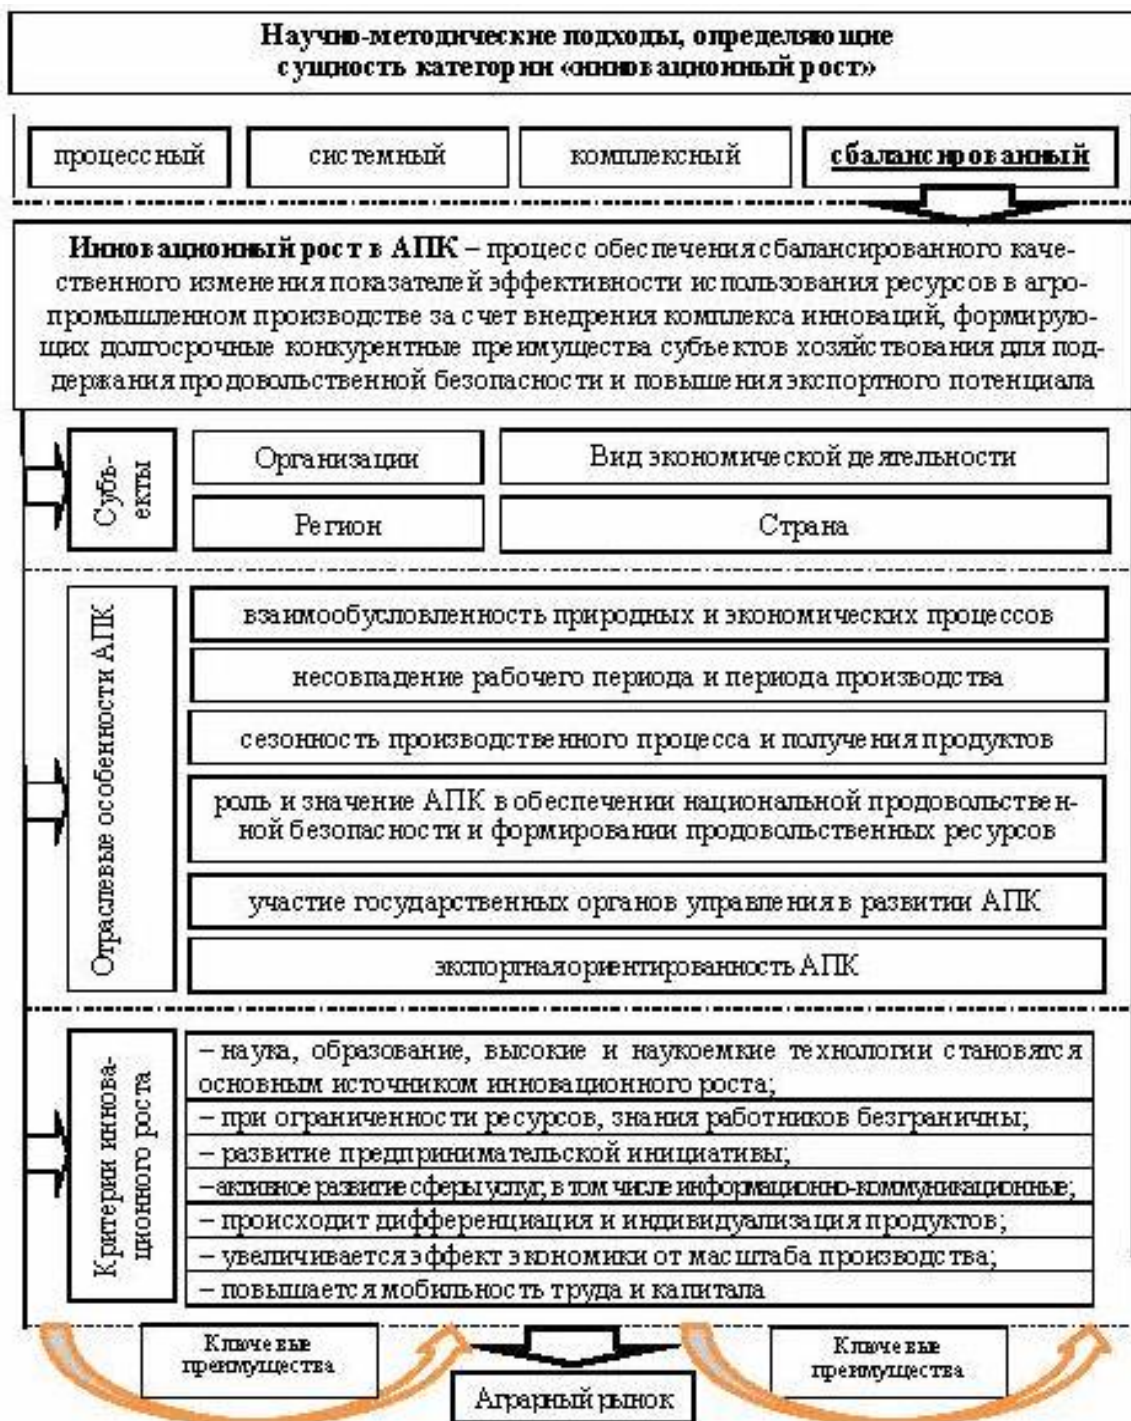 Научно-методические подходы, определяющие
сущность категории «инновационный рост»
процессный
системный
комплексный
сбалансированный
Инновационный рост в АПК – процесс обеспечения сбалансированного каче-
ственного изменения показателей эффективности использования ресурсов в агро-
промышленном производстве за счет внедрения комплекса инноваций, формирую-
щих долгосрочные конкурентные преимущества субъектов хозяйствования для под-
держания продовольственной безопасности и повышения экспортного потенциала
Субъ-
екты
Организации
Вид экономической деятельности
Регион
Страна
Отраслевые особенности АПК
взаимообусловленность природных и экономических процессов
несовпадение рабочего периода и периода производства
сезонность производственного процесса и получения продуктов
роль и значение АПК в обеспечении национальной продовольствен-
ной безопасности и формировании продовольственных ресурсов
участие государственных органов управления в развитии АПК
экспортная ориентированность АПК
Критерии иннова-
ционного роста
– наука, образование, высокие и наукоемкие технологии становятся
основным источником инновационного роста;
– при ограниченности ресурсов, знания работников безграничны;
– развитие предпринимательской инициативы;
– активное развитие сферы услуг, в том числе информационно-коммуникационные;
– происходит дифференциация и индивидуализация продуктов;
– увеличивается эффект экономики от масштаба производства;
– повышается мобильность труда и капитала
Ключевые
преимущества
Аграрный рынок
Ключевые
преимущества